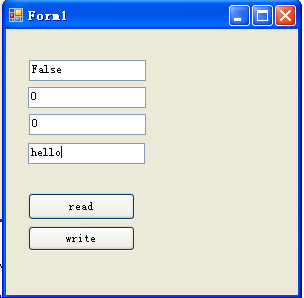 Form1
False
0
0
hello
read
write